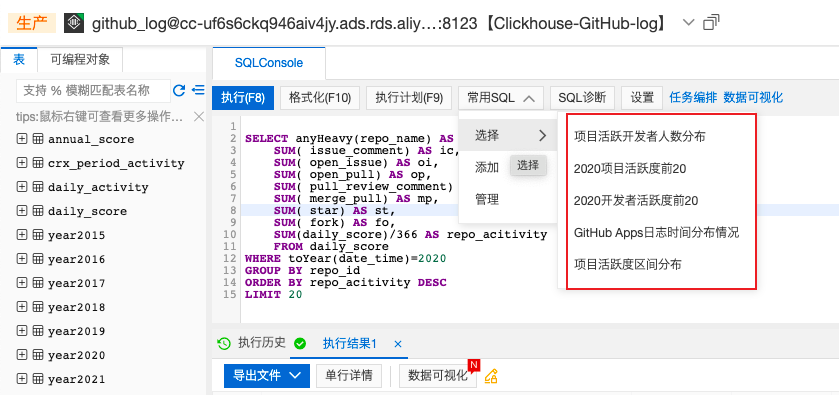 生产 github_log@cc-uf6s6ckq946aiv4jy.ads.rds.aliy...:8123【Clickhouse-GitHub-log】
表 可编程对象
支持 % 模糊匹配表名称
tips:鼠标右键可查看更多操作...
annual_score
crx_period_activity
daily_activity
daily_score
year2015
year2016
year2017
year2018
year2019
year2020
year2021
SQLConsole
执行(F8) 格式化(F10) 执行计划(F9) 常用SQL SQL诊断 设置 任务编排 数据可视化
1
2 SELECT anyHeavy(repo_name) AS
3 SUM( issue_comment) AS ic,
4 SUM( open_issue) AS oi,
5 SUM( open_pull) AS op,
6 SUM( pull_review_comment)
7 SUM( merge_pull) AS mp,
8 SUM( star) AS st,
9 SUM( fork) AS fo,
10 SUM(daily_score)/366 AS repo_acitivity
11 FROM daily_score
12 WHERE toYear(date_time)=2020
13 GROUP BY repo_id
14 ORDER BY repo_acitivity DESC
15 LIMIT 20
选择
添加
管理
选择
项目活跃开发者人数分布
2020项目活跃度前20
2020开发者活跃度前20
GitHub Apps日志时间分布情况
项目活跃度区间分布
执行历史 执行结果1 ×
导出文件 单行详情 数据可视化 N